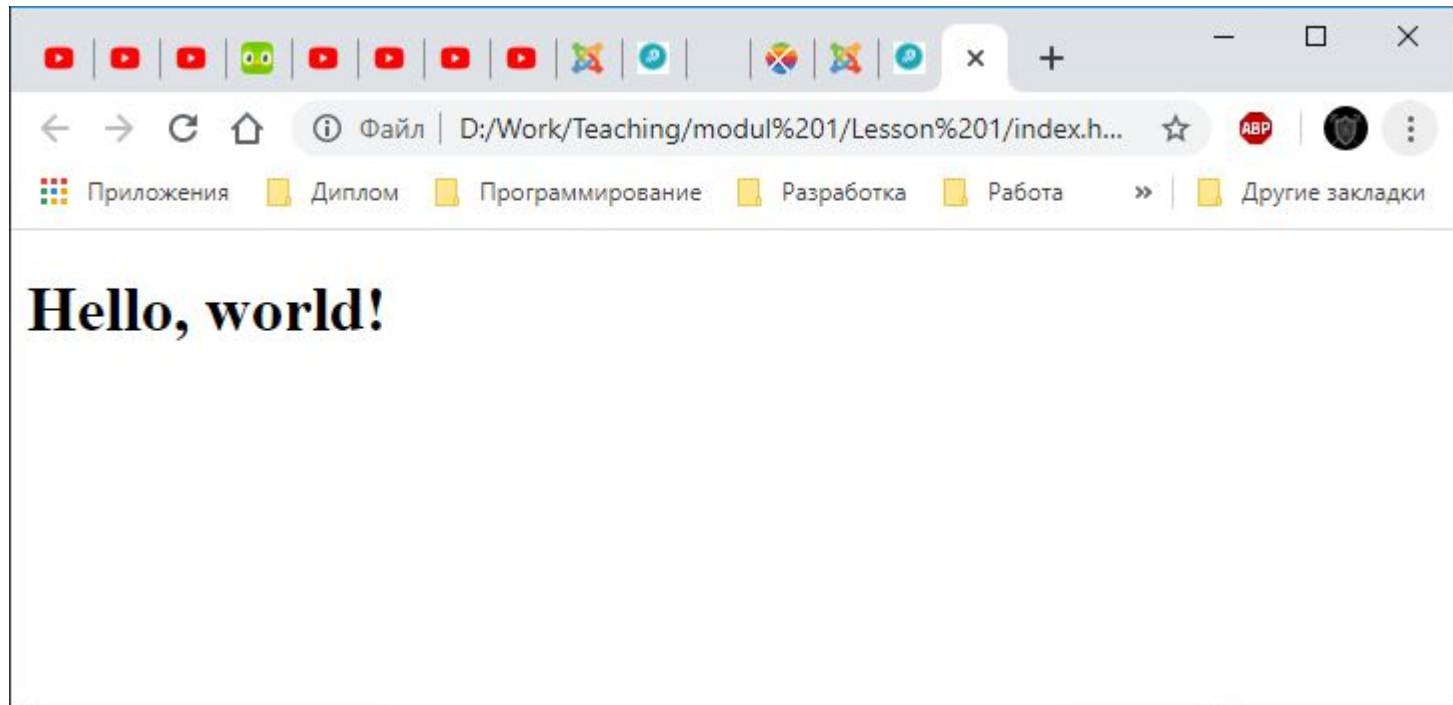 Файл D:/Work/Teaching/modul%201/Lesson%201/index.h... ABP
Приложения Диплом Программирование Разработка Работа » Другие закладки
Hello, world!